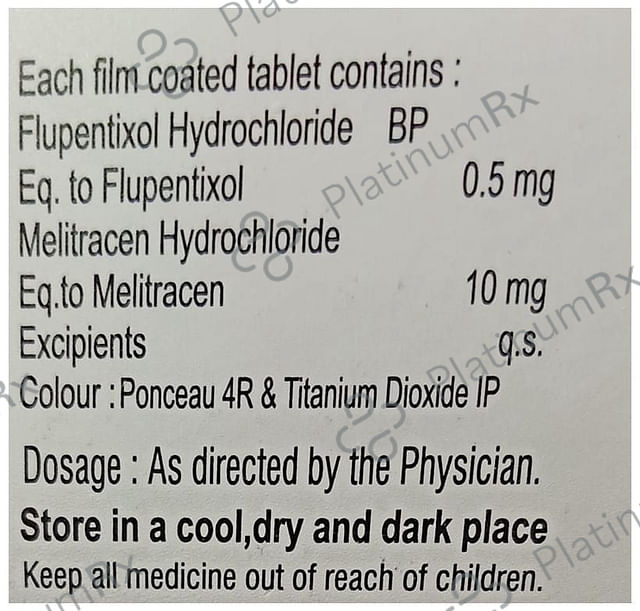 Each film coated tablet contains :
Flupentixol Hydrochloride BP
Eq. to Flupentixol 0.5 mg
Melitracen Hydrochloride
Eq.to Melitracen 10 mg
Excipients q.s.
Colour : Ponceau 4R & Titanium Dioxide IP
Dosage : As directed by the Physician.
Store in a cool,dry and dark place
Keep all medicine out of reach of children.
PlatinumRx
PlatinumRx